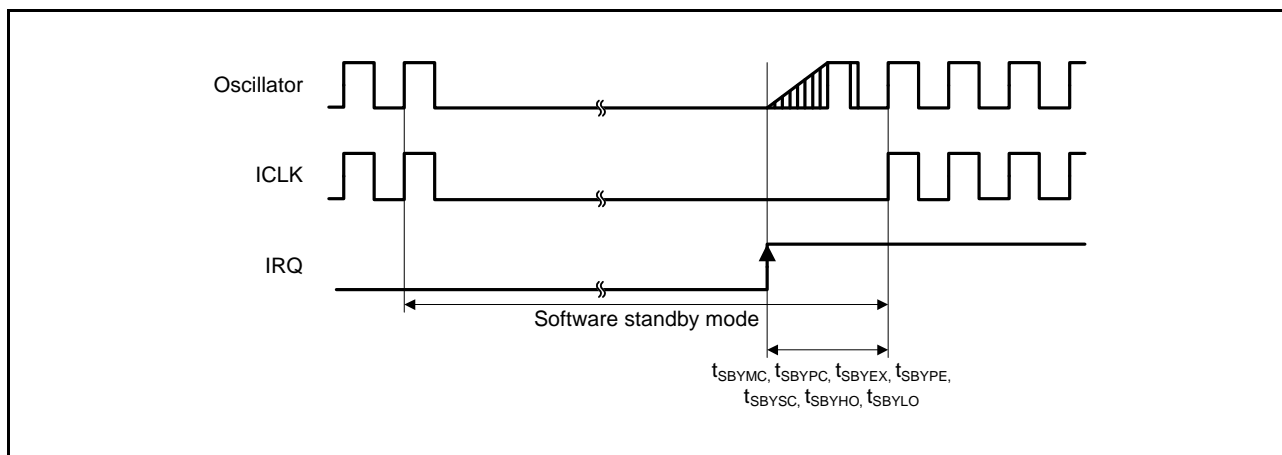 Oscillator
ICLK
IRQ
Software standby mode
tSBYMC, tSBYPC, tSBYEX, tSBYPE,
tSBYSC, tSBYHO, tSBYLO